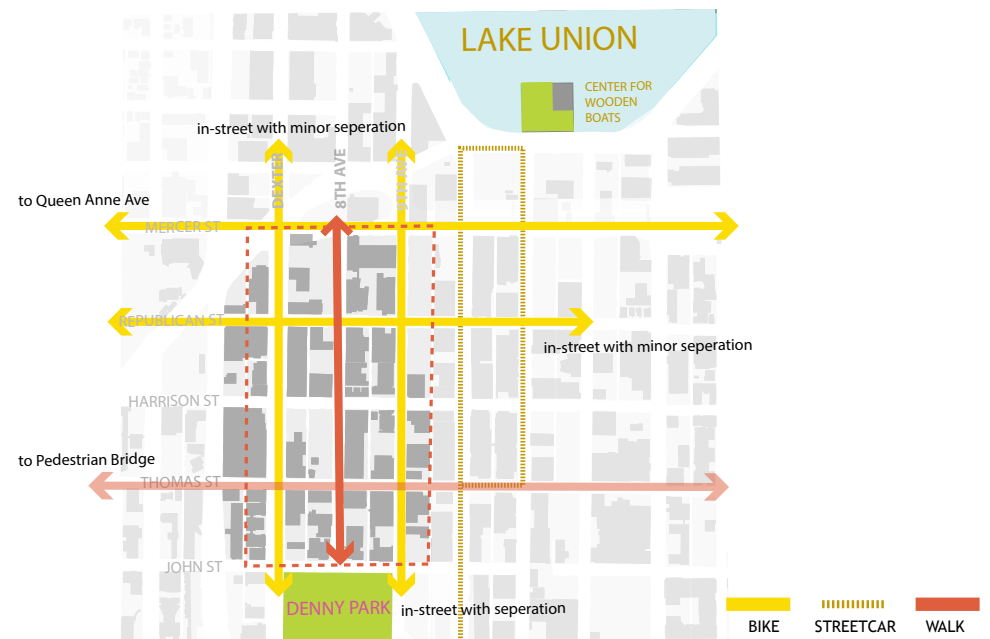 LAKE UNION
CENTER FOR
WOODEN
BOATS
in-street with minor seperation
DEXTER
8TH AVE
9TH AVE
to Queen Anne Ave
MERCER ST
REPUBLICAN ST
in-street with minor seperation
HARRISON ST
to Pedestrian Bridge
THOMAS ST
JOHN ST
DENNY PARK
in-street with seperation
BIKE
STREETCAR
WALK